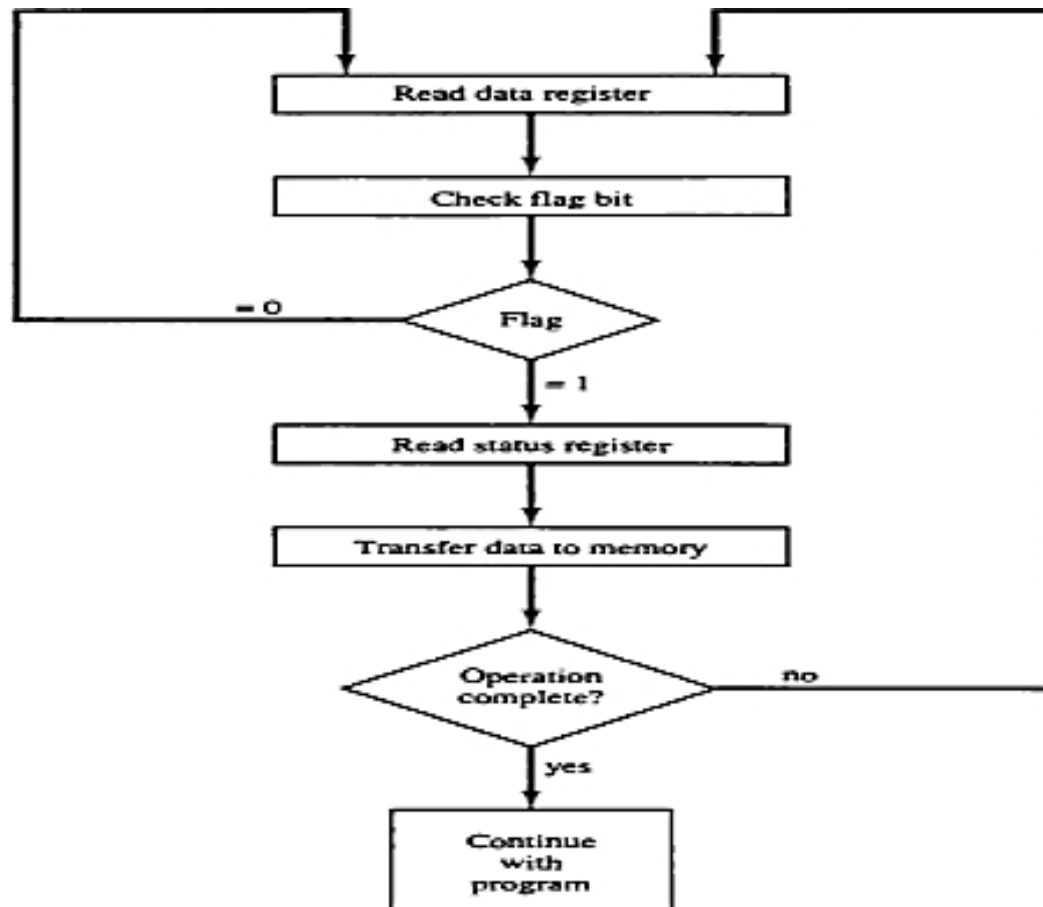 Read data register
Check flag bit
= 0
Flag
= 1
Read status register
Transfer data to memory
Operation
complete?
no
yes
Continue
with
program